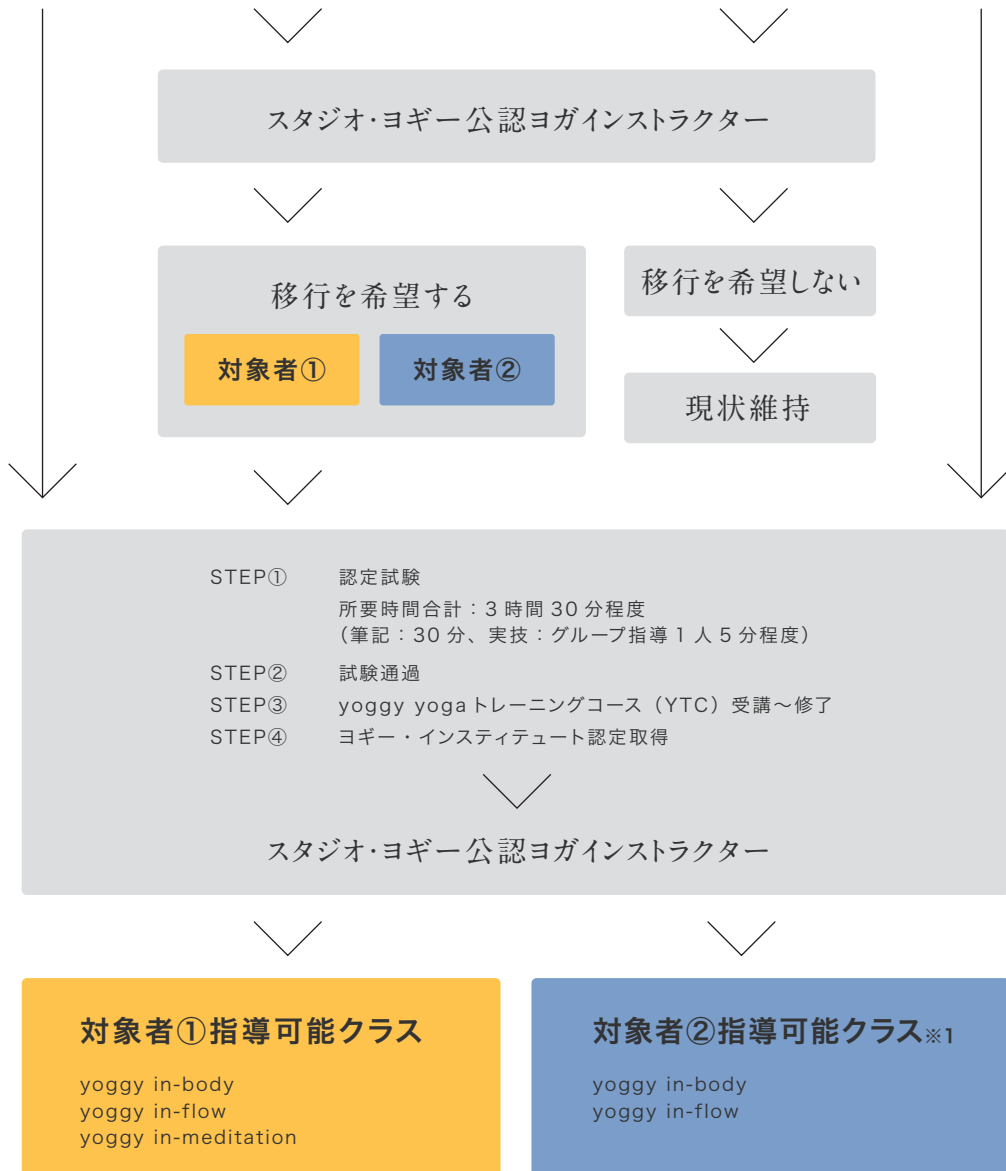 スタジオ・ヨギー公認ヨガインストラクター
移行を希望する
移行を希望しない
対象者①
対象者②
現状維持
STEP① 認定試験
所要時間合計：3 時間 30 分程度
（筆記：30 分、実技：グループ指導 1 人 5 分程度）
STEP② 試験通過
STEP③ yoggy yoga トレーニングコース（YTC）受講～修了
STEP④ ヨギー・インスティテュート認定取得
スタジオ・ヨギー公認ヨガインストラクター
対象者①指導可能クラス
yoggy in-body
yoggy in-flow
yoggy in-meditation
対象者②指導可能クラス※1
yoggy in-body
yoggy in-flow